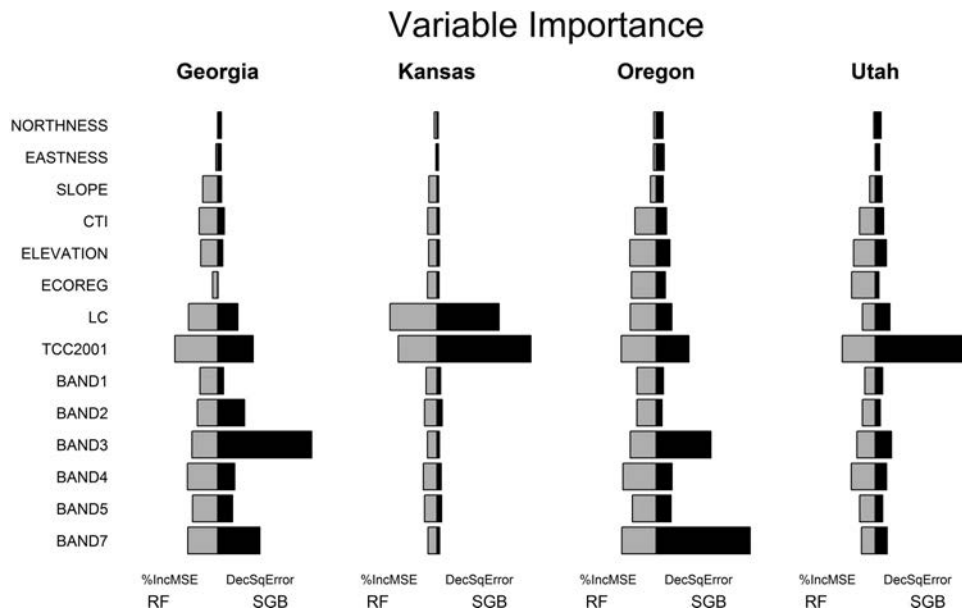 Variable Importance
Georgia Kansas Oregon Utah
NORTHNESS
EASTNESS
SLOPE
CTI
ELEVATION
ECOREG
LC
TCC2001
BAND1
BAND2
BAND3
BAND4
BAND5
BAND7
%IncMSE DecSqError %IncMSE DecSqError %IncMSE DecSqError %IncMSE DecSqError
RF SGB RF SGB RF SGB RF SGB